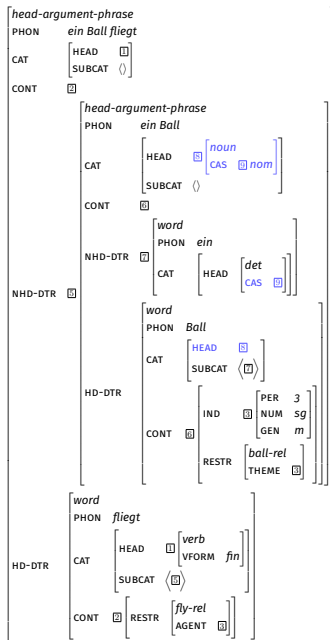 head-argument-phrase
PHON ein Ball fliegt
CAT HEAD 1
SUBCAT ⟨⟩
CONT 2
head-argument-phrase
PHON ein Ball
CAT HEAD 8 noun
CAS 9 nom
SUBCAT ⟨⟩
CONT 6
NHD-DTR 5 NHD-DTR 7 word
PHON ein
CAT HEAD det
CAS 9
HD-DTR word
PHON Ball
CAT HEAD 8
SUBCAT ⟨7⟩
CONT 6 IND 3 PER 3
NUM sg
GEN m
RESTR ball-rel
THEME 3
HD-DTR word
PHON fliegt
CAT HEAD 1 verb
VFORM fin
SUBCAT ⟨5⟩
CONT 2 RESTR fly-rel
AGENT 3